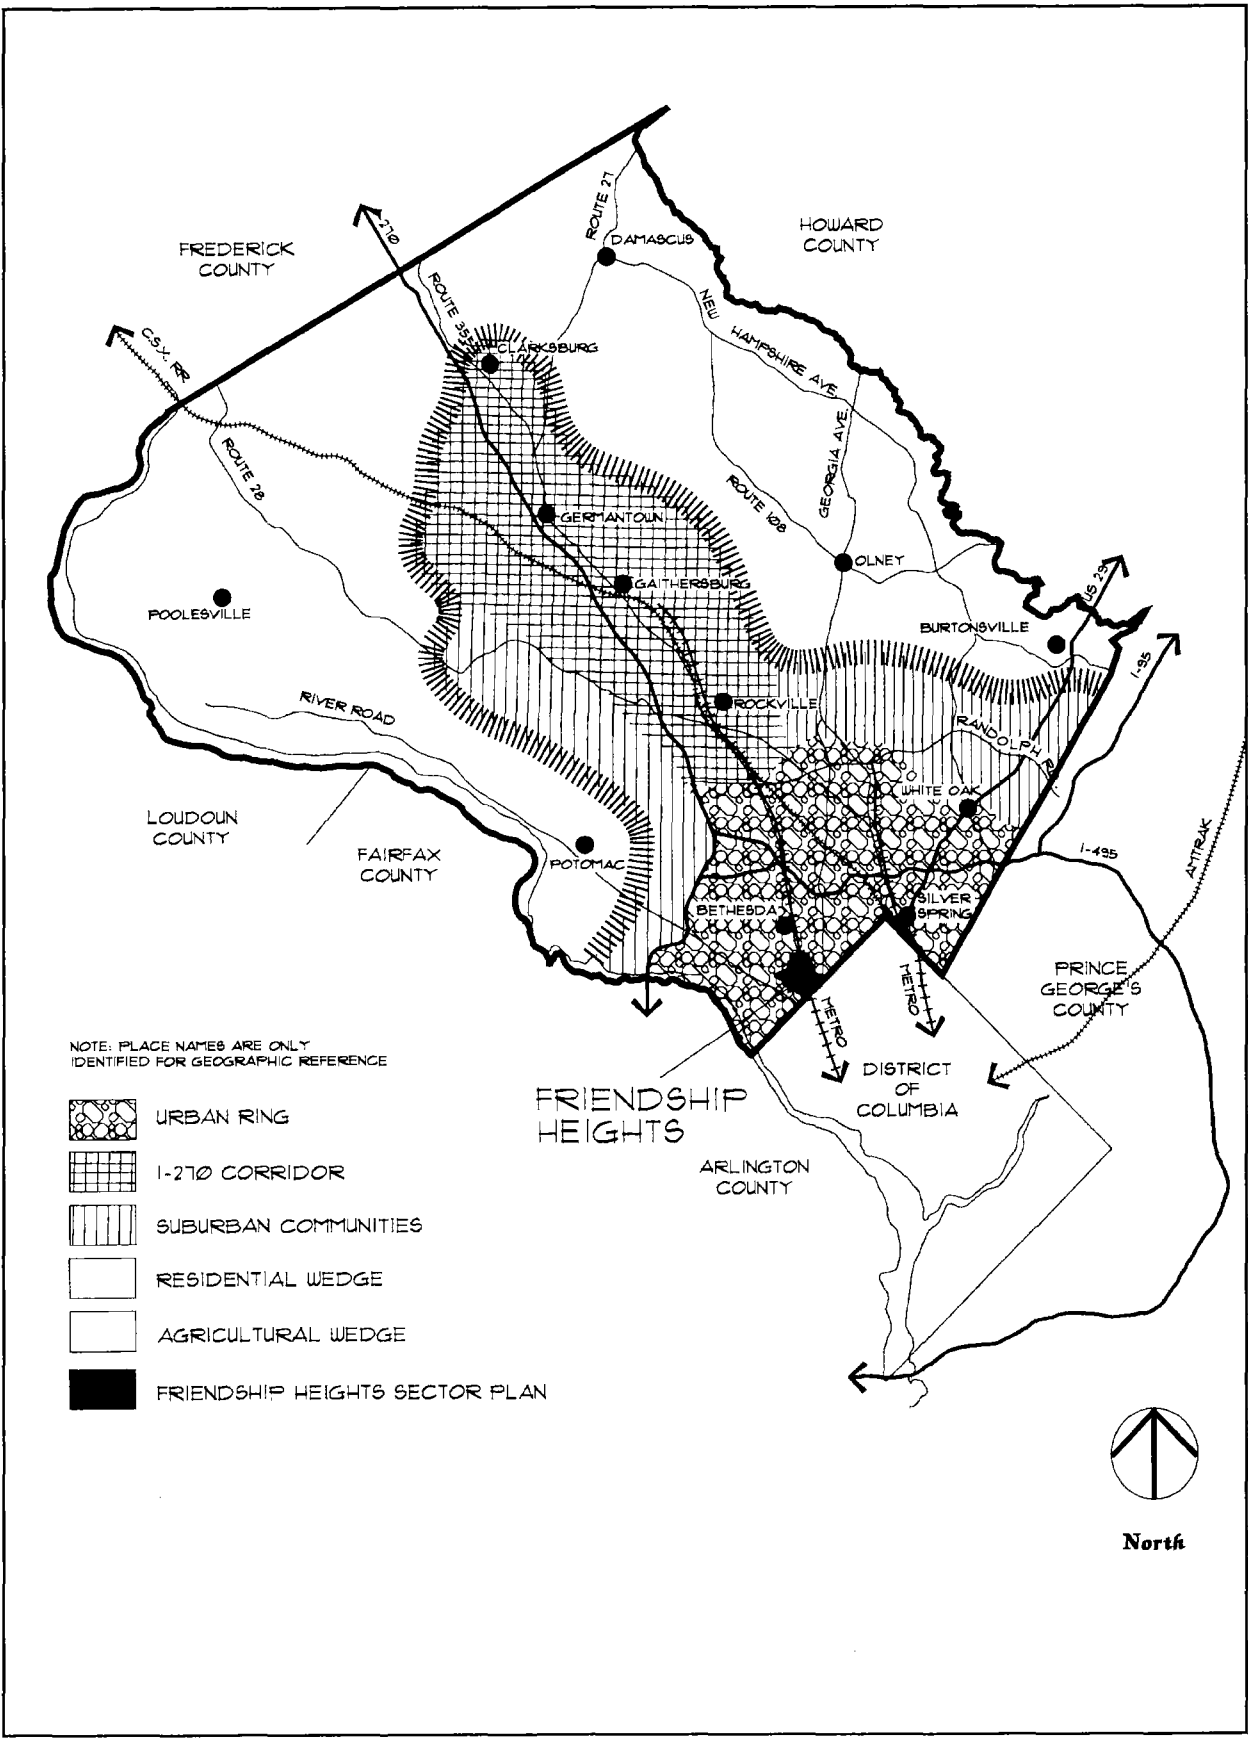 ROUTE 27
HOWARD
COUNTY
DAMASCUS
270
FREDERICK
COUNTY
ROUTE 355
NEW HAMPSHIRE AVE.
C.S.X. RR
CLARKSBURG
GEORGIA AVE.
ROUTE 28
ROUTE 108
GERMANTOWN
OLNEY
GAITHERSBURG
US 29
POOLESVILLE
BURTONSVILLE
I-95
RIVER ROAD
ROCKVILLE
RANDOLPH RD.
WHITE OAK
LOUDOUN
COUNTY
AMTRAK
FAIRFAX
COUNTY
I-495
POTOMAC
SILVER
SPRING
BETHESDA
METRO
METRO
PRINCE
GEORGE'S
COUNTY
NOTE: PLACE NAMES ARE ONLY
IDENTIFIED FOR GEOGRAPHIC REFERENCE
DISTRICT
OF
COLUMBIA
FRIENDSHIP
HEIGHTS
ARLINGTON
COUNTY
URBAN RING
I-270 CORRIDOR
SUBURBAN COMMUNITIES
RESIDENTIAL WEDGE
AGRICULTURAL WEDGE
FRIENDSHIP HEIGHTS SECTOR PLAN
North